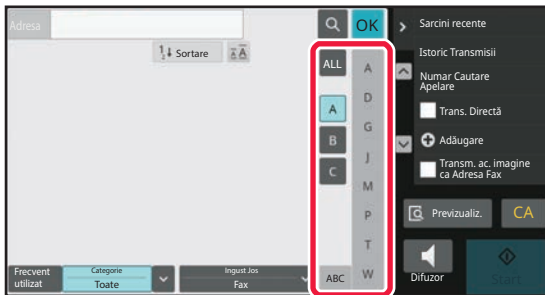 Adresa
OK
Sortare
ALL
A
B
C
ABC
A
D
G
J
M
P
T
W
Sarcini recente
Istoric Transmisii
Numar Cautare
Apelare
Trans. Directă
Adăugare
Transm. ac. imagine
ca Adresa Fax
Previzualiz.
CA
Frecvent
utilizat
Categorie
Toate
Ingust Jos
Fax
Difuzor
Start